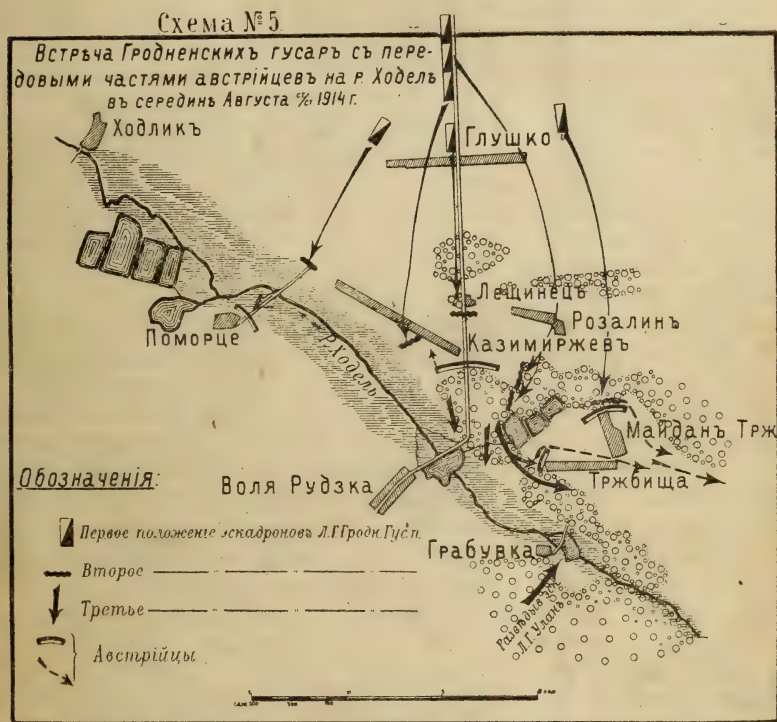 Схема № 5.
Встрѣча Гродненскихъ гусаръ съ пере-
довыми частями австрійцевъ на р. Ходель
въ серединѣ Августа с/с 1914 г.
Ходликъ
Глушко
Лещинецъ
Розалинъ
Поморце
Казимиржевъ
Р. Ходель
Майданъ Трж
Тржбища
Воля Рудзка
Грабувка
Развѣдыв
Л.Г. Уланъ
Обозначенія:
Первое положеніе эскадроновъ Л.Г. Гродн. Гус. п.
Второе — " — " —
Третье — " — " —
Австрійцы